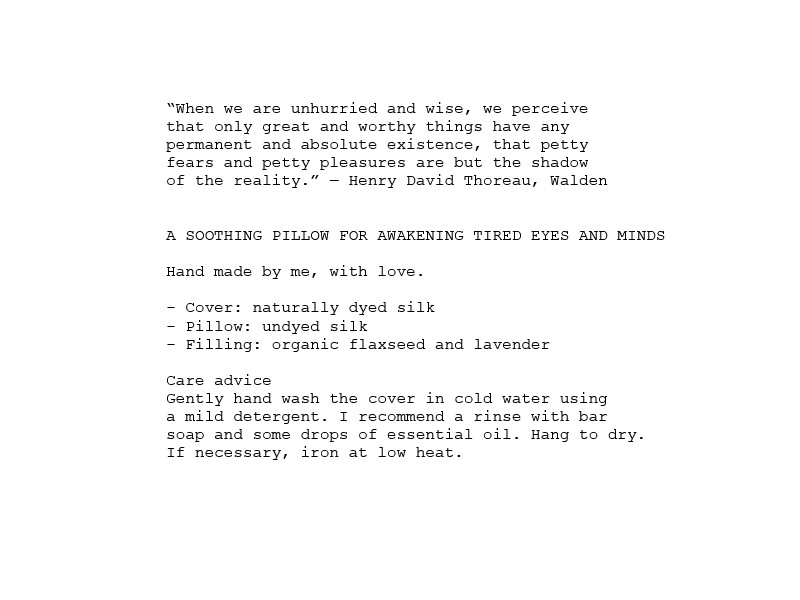 “When we are unhurried and wise, we perceive
that only great and worthy things have any
permanent and absolute existence, that petty
fears and petty pleasures are but the shadow
of the reality.” — Henry David Thoreau, Walden
A SOOTHING PILLOW FOR AWAKENING TIRED EYES AND MINDS
Hand made by me, with love.
– Cover: naturally dyed silk
– Pillow: undyed silk
– Filling: organic flaxseed and lavender
Care advice
Gently hand wash the cover in cold water using
a mild detergent. I recommend a rinse with bar
soap and some drops of essential oil. Hang to dry.
If necessary, iron at low heat.